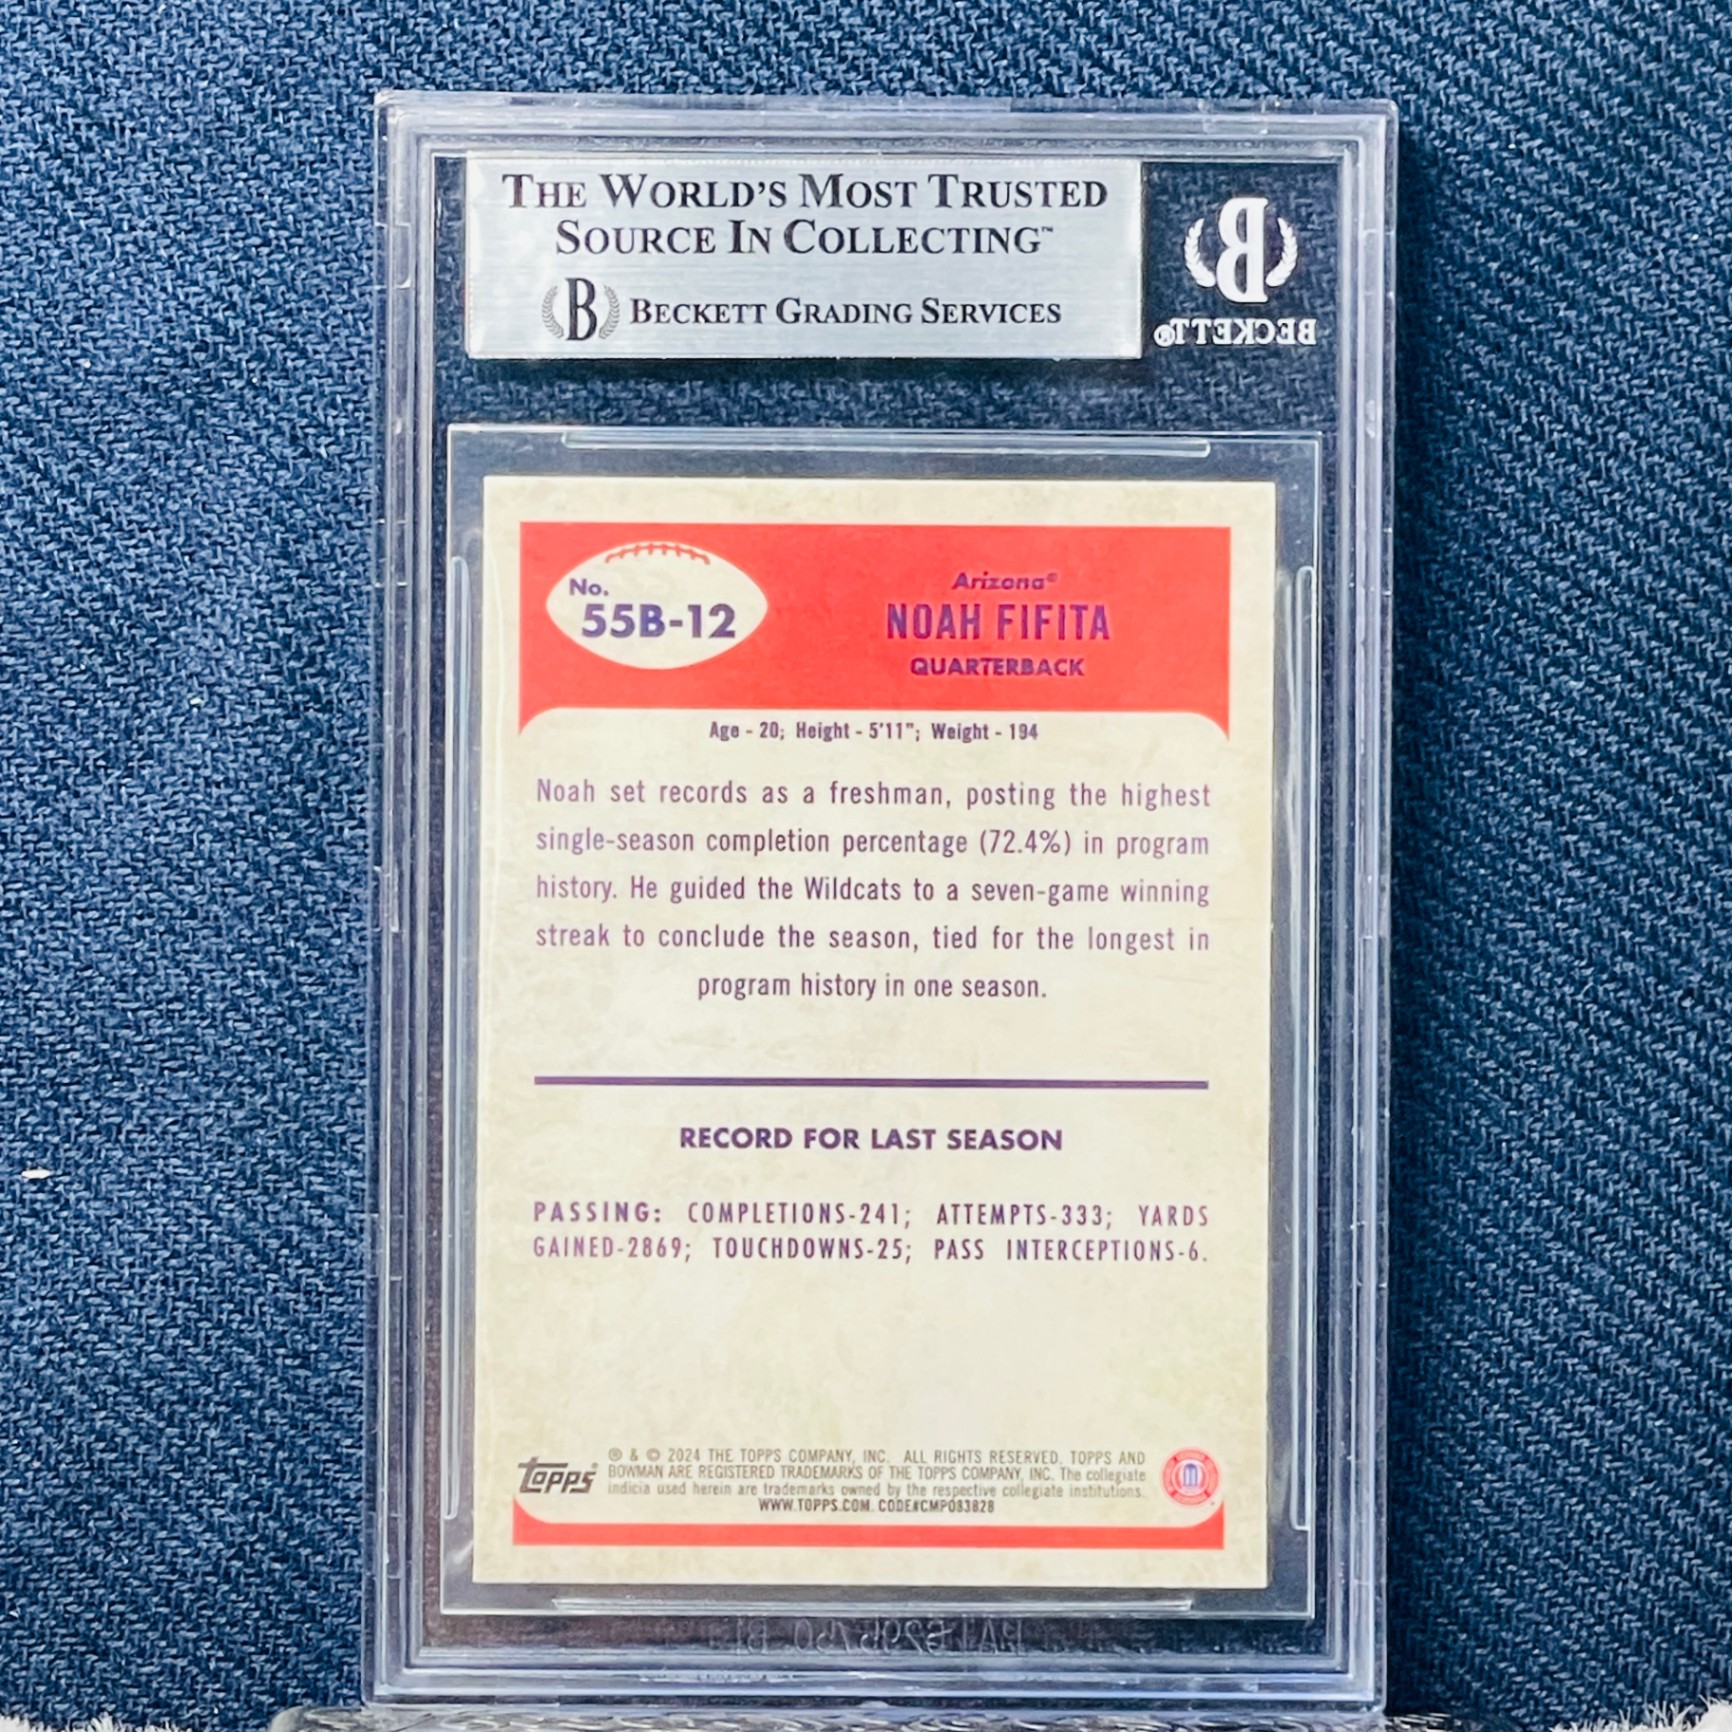 THE WORLD'S MOST TRUSTED
SOURCE IN COLLECTING™
B BECKETT GRADING SERVICES
B
BECKETT®
No.
55B-12
Arizona®
NOAH FIFITA
QUARTERBACK
Age - 20; Height - 5'11"; Weight - 194
Noah set records as a freshman, posting the highest
single-season completion percentage (72.4%) in program
history. He guided the Wildcats to a seven-game winning
streak to conclude the season, tied for the longest in
program history in one season.
RECORD FOR LAST SEASON
PASSING: COMPLETIONS-241; ATTEMPTS-333; YARDS
GAINED-2869; TOUCHDOWNS-25; PASS INTERCEPTIONS-6.
topps
® & © 2024 THE TOPPS COMPANY, INC. ALL RIGHTS RESERVED. TOPPS AND
BOWMAN ARE REGISTERED TRADEMARKS OF THE TOPPS COMPANY, INC. The collegiate
indicia used herein are trademarks owned by the respective collegiate institutions.
WWW.TOPPS.COM. CODE#CMP083828